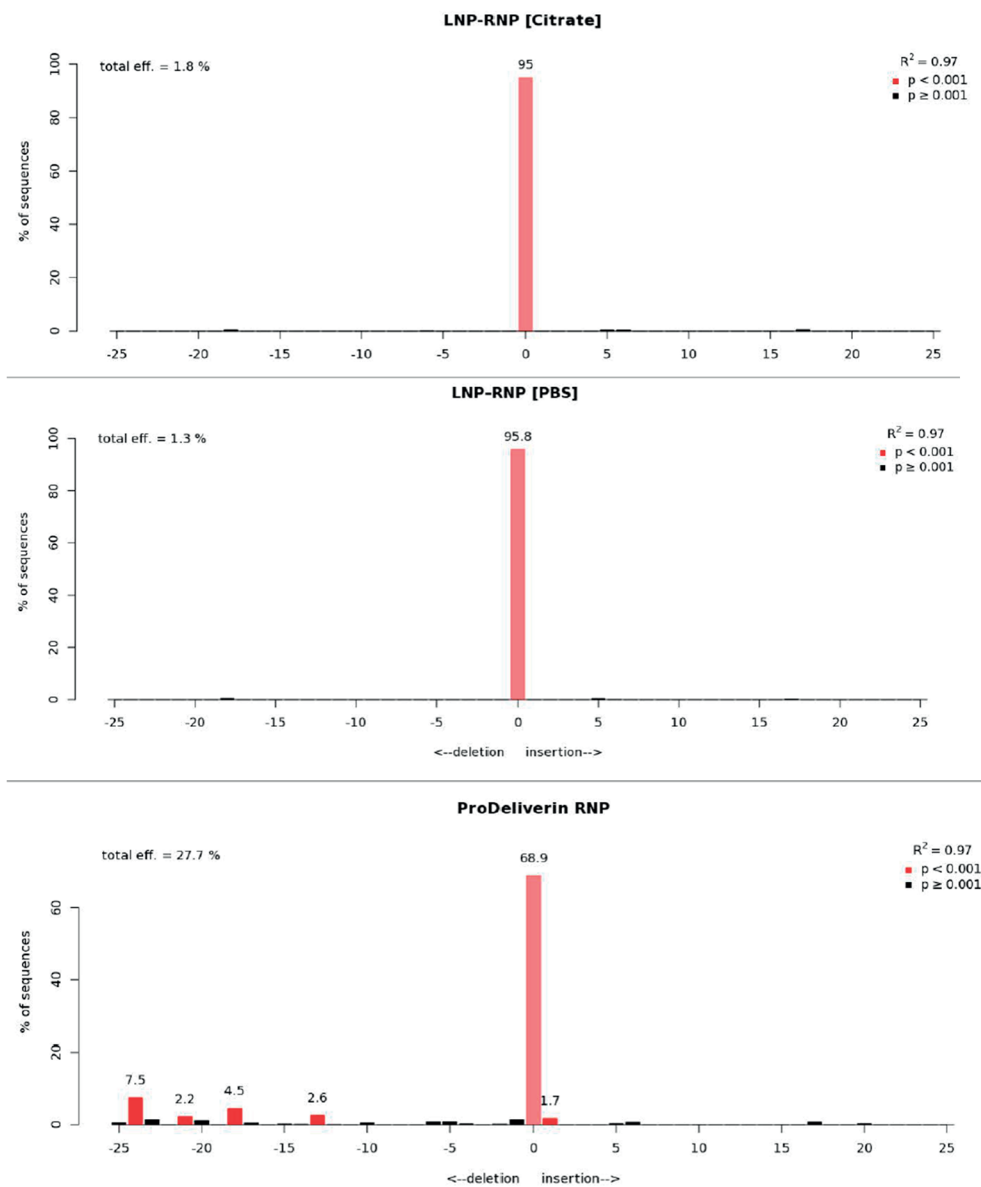 LNP-RNP [Citrate]
total eff. = 1.8 %
R² = 0.97
p < 0.001
p ≥ 0.001
95
% of sequences
100
80
60
40
20
0
-25 -20 -15 -10 -5 0 5 10 15 20 25
LNP-RNP [PBS]
total eff. = 1.3 %
R² = 0.97
p < 0.001
p ≥ 0.001
95.8
% of sequences
100
80
60
40
20
0
-25 -20 -15 -10 -5 0 5 10 15 20 25
<--deletion insertion-->
ProDeliverin RNP
total eff. = 27.7 %
R² = 0.97
p < 0.001
p ≥ 0.001
68.9
% of sequences
60
40
20
0
7.5 2.2 4.5 2.6 1.7
-25 -20 -15 -10 -5 0 5 10 15 20 25
<--deletion insertion-->